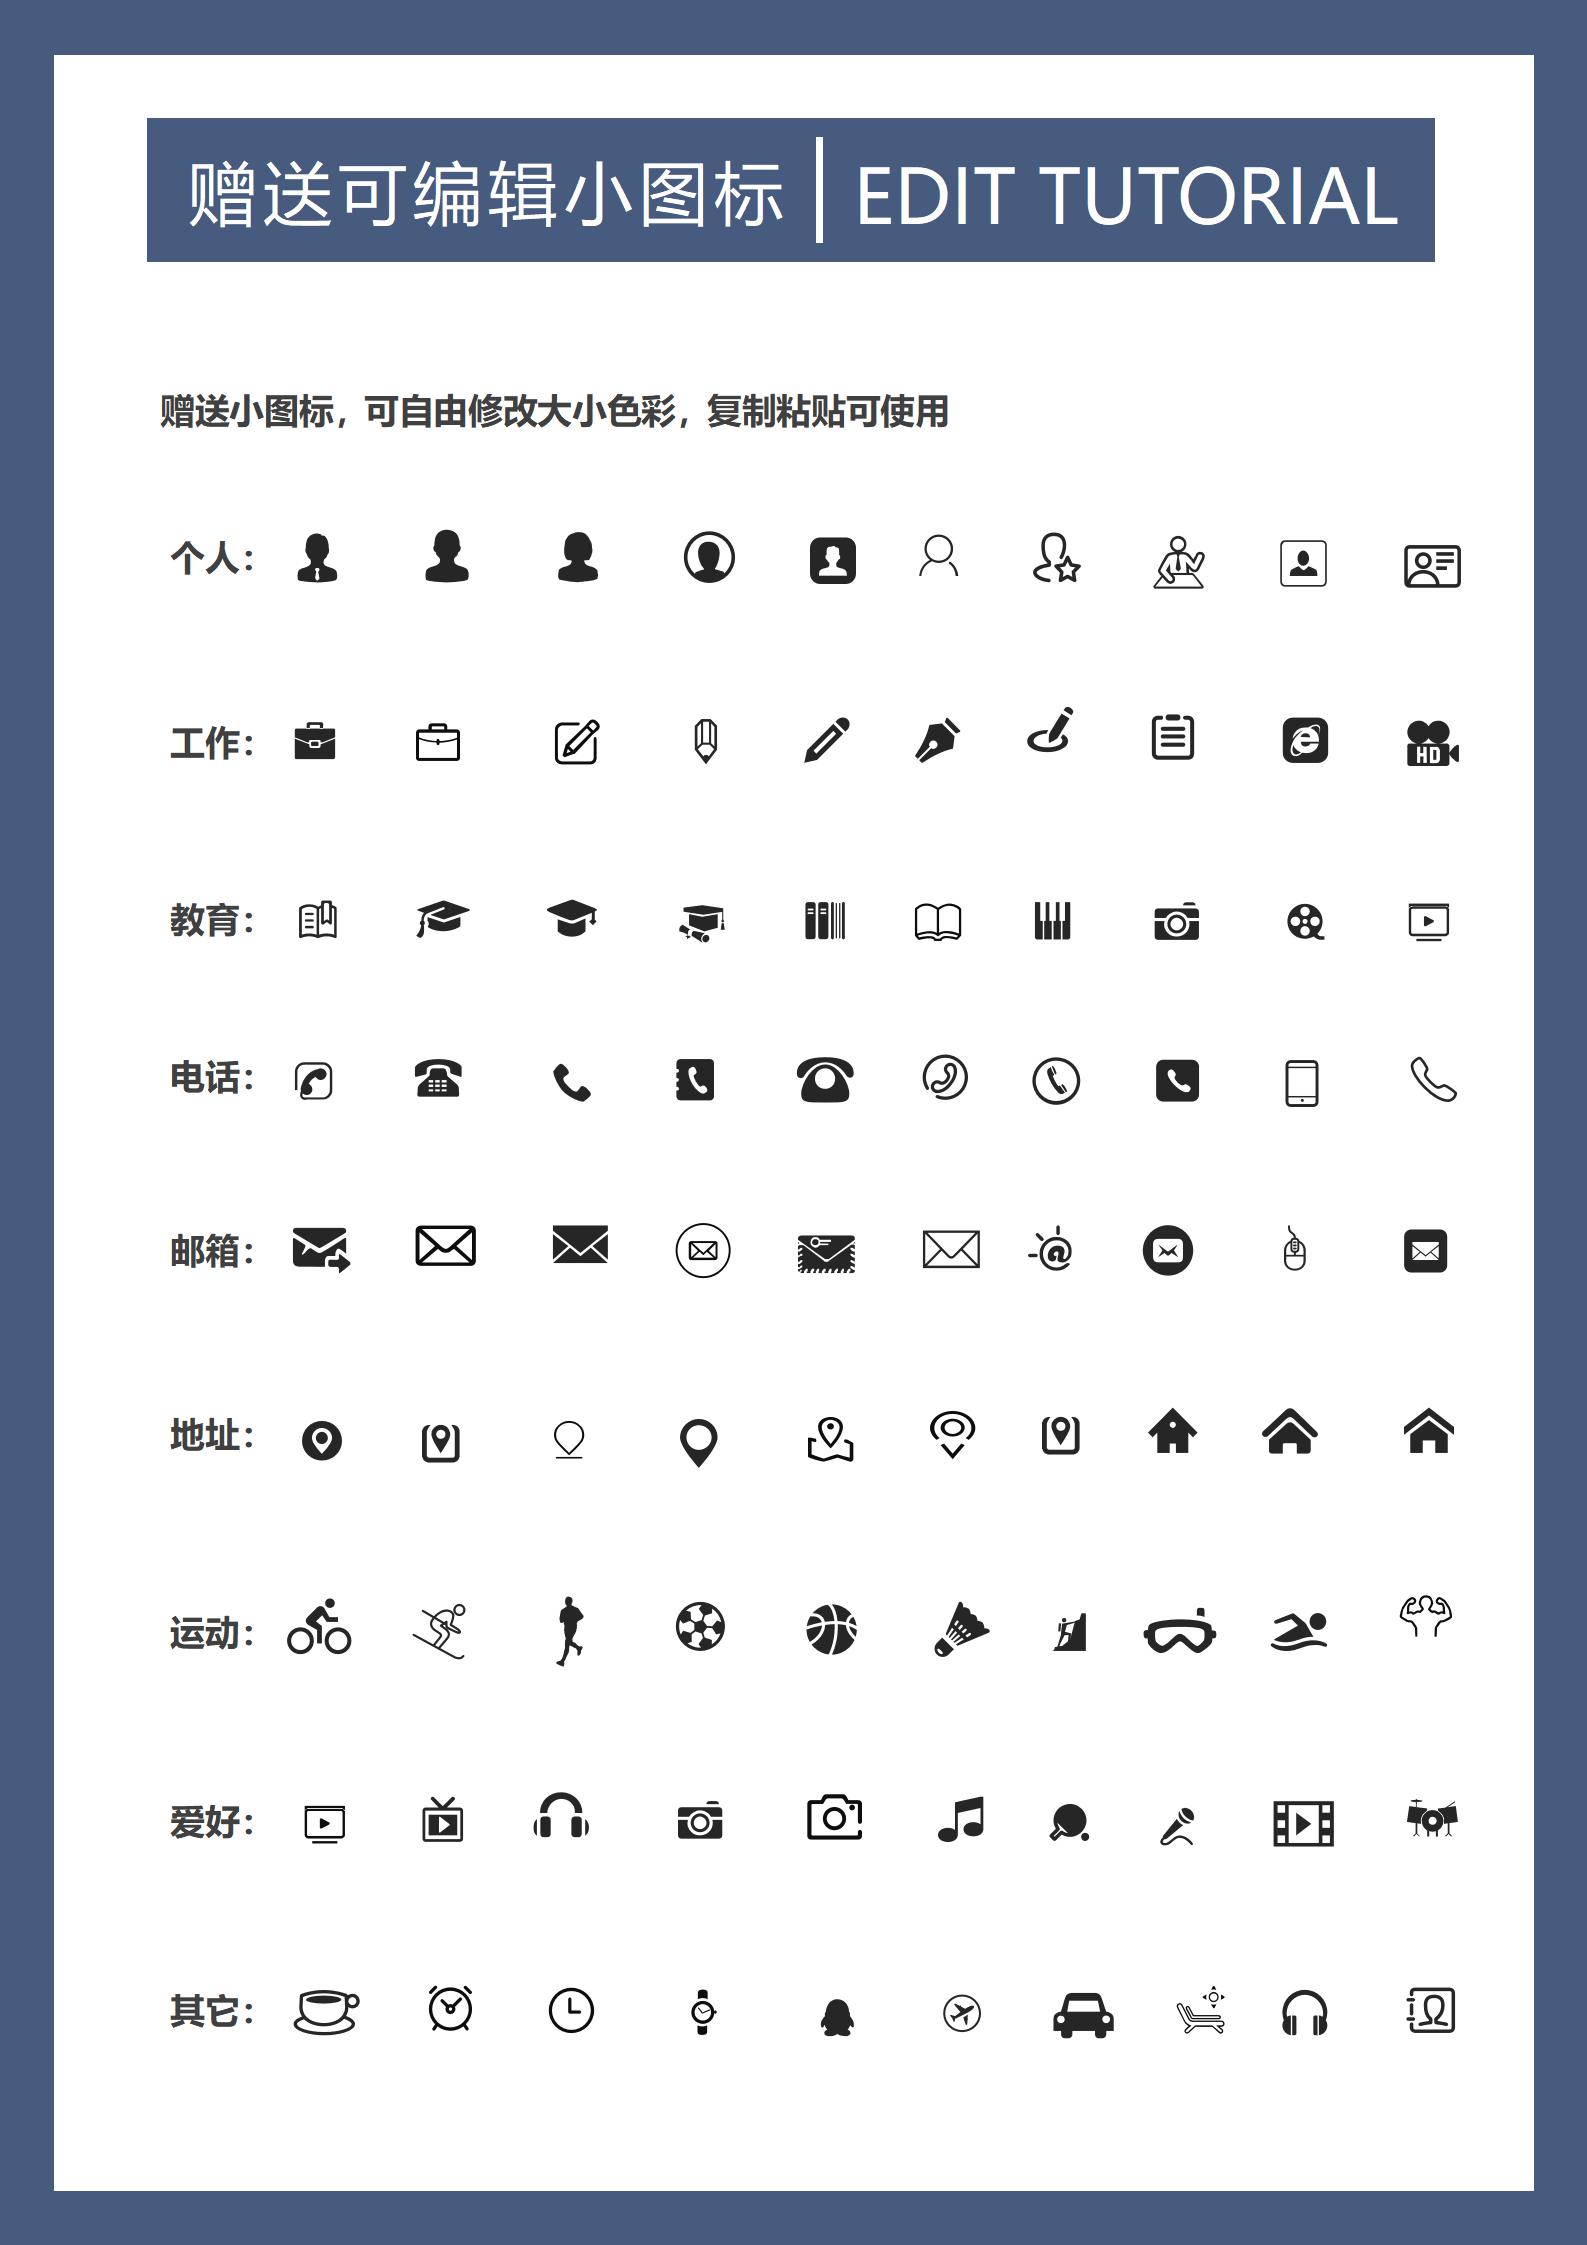 赠送可编辑小图标 | EDIT TUTORIAL
赠送小图标，可自由修改大小色彩，复制粘贴可使用
个人：
工作：
HD
教育：
电话：
邮箱：
地址：
运动：
爱好：
其它：